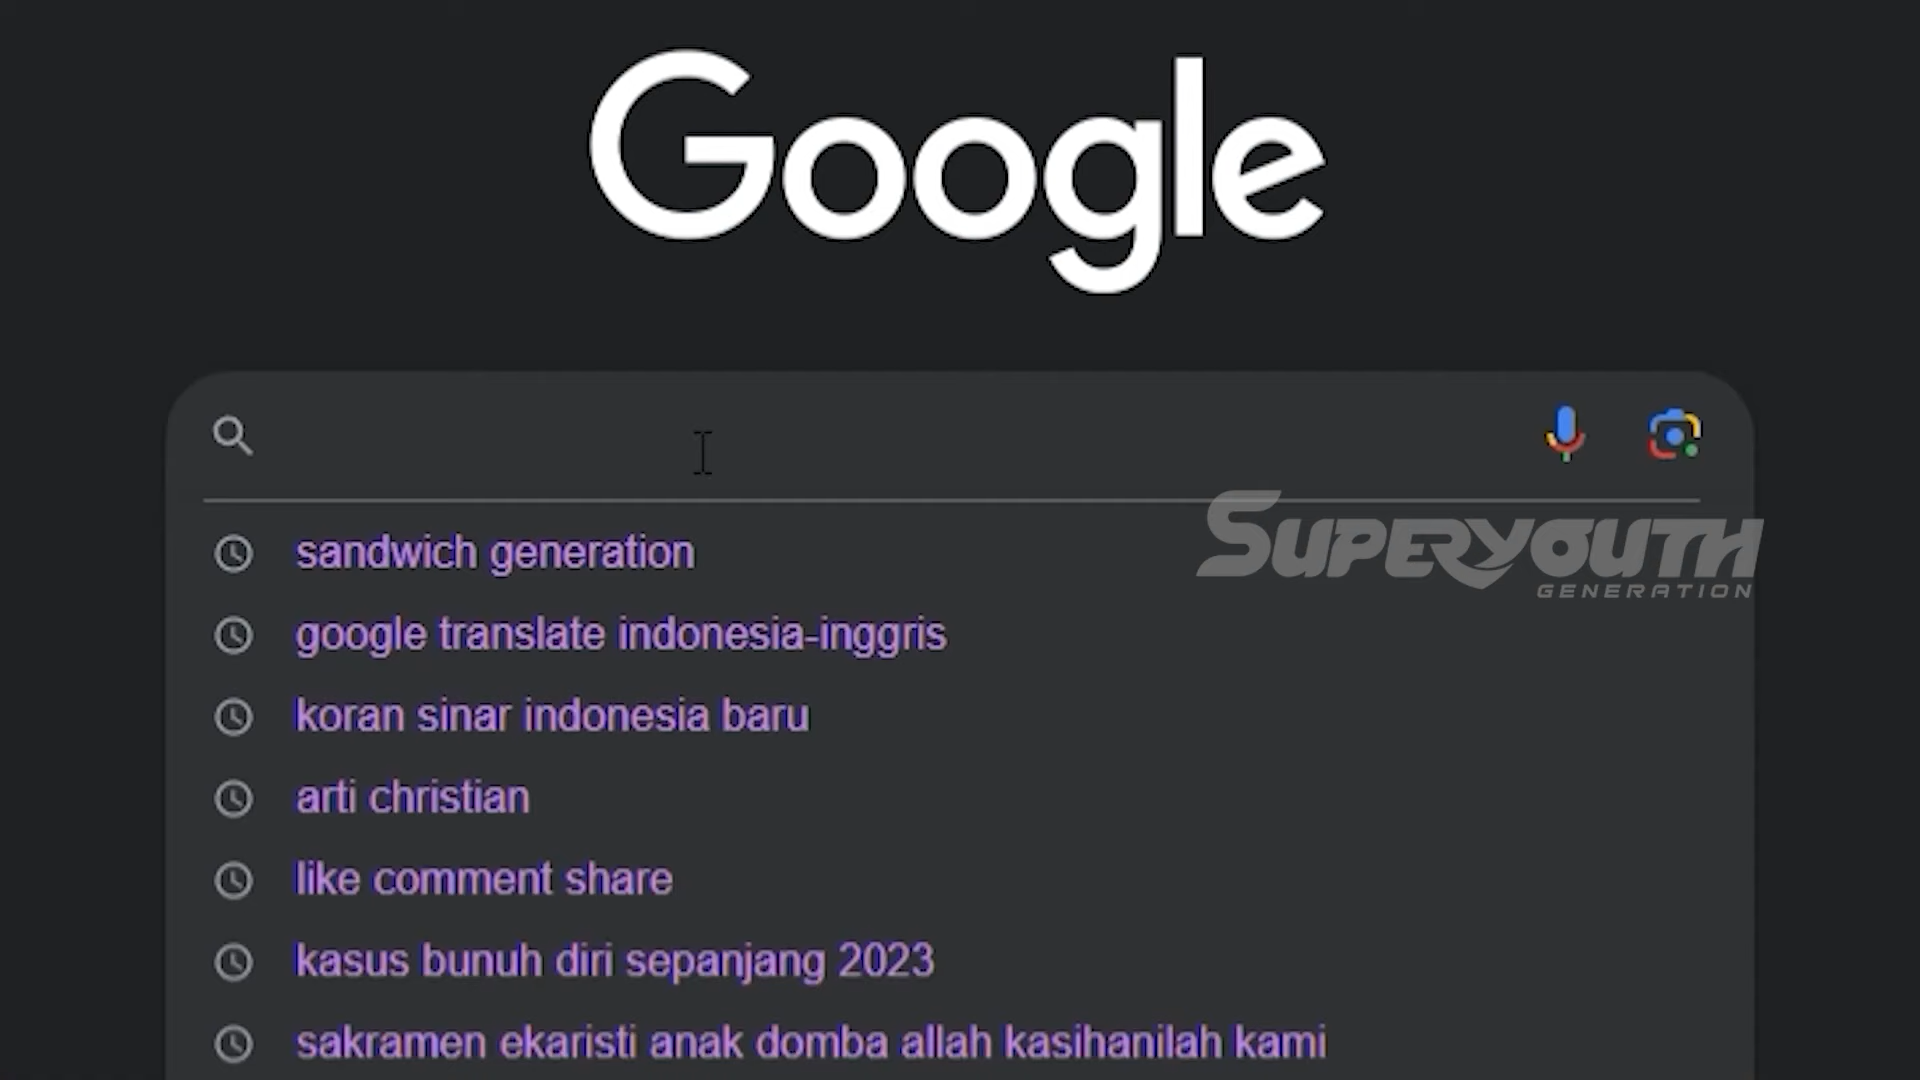 Google
SUPERYOUTH
GENERATION
sandwich generation
google translate indonesia-inggris
koran sinar indonesia baru
arti christian
like comment share
kasus bunuh diri sepanjang 2023
sakramen ekaristi anak domba allah kasihanilah kami